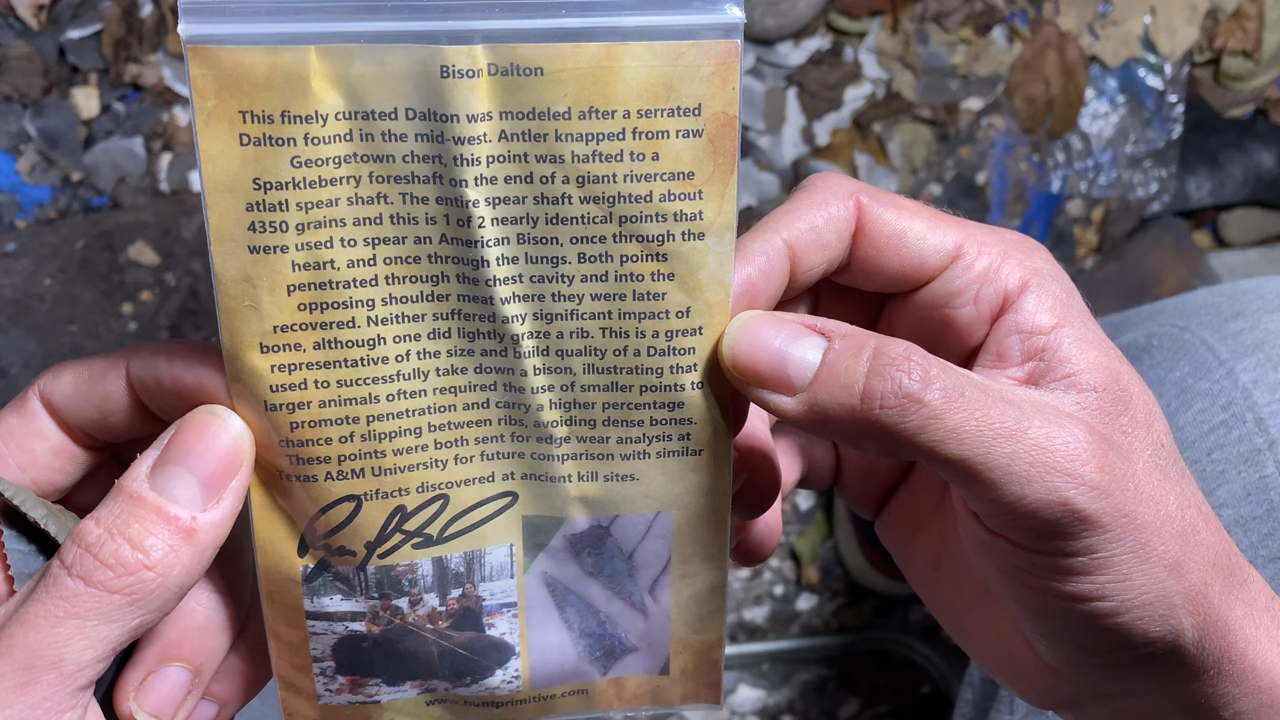 Bison Dalton
This finely curated Dalton was modeled after a serrated
Dalton found in the mid-west. Antler knapped from raw
Georgetown chert, this point was hafted to a
Sparkleberry foreshaft on the end of a giant rivercane
atlatl spear shaft. The entire spear shaft weighted about
4350 grains and this is 1 of 2 nearly identical points that
were used to spear an American Bison, once through the
heart, and once through the lungs. Both points
penetrated through the chest cavity and into the
opposing shoulder meat where they were later
recovered. Neither suffered any significant impact of
bone, although one did lightly graze a rib. This is a great
representative of the size and build quality of a Dalton
used to successfully take down a bison, illustrating that
larger animals often required the use of smaller points to
promote penetration and carry a higher percentage
chance of slipping between ribs, avoiding dense bones.
These points were both sent for edge wear analysis at
Texas A&M University for future comparison with similar
artifacts discovered at ancient kill sites.
www.huntprimitive.com